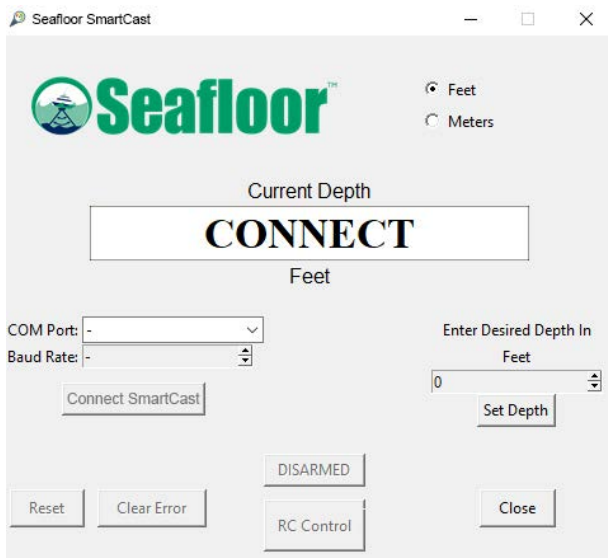 Seafloor SmartCast
Seafloor™
Feet
Meters
Current Depth
CONNECT
Feet
COM Port: -
Baud Rate: -
Connect SmartCast
Enter Desired Depth In
Feet
0
Set Depth
DISARMED
Reset
Clear Error
RC Control
Close